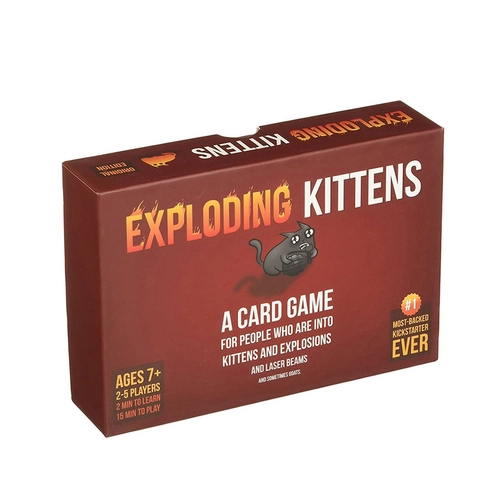 EXPLODING
KITTENS
ORIGINAL
EDITION
EXPLODING KITTENS
A CARD GAME
FOR PEOPLE WHO ARE INTO
KITTENS AND EXPLOSIONS
AND LASER BEAMS
AND SOMETIMES GOATS.
#1
MOST-BACKED
KICKSTARTER
EVER
AGES 7+
2-5 PLAYERS
2 MIN TO LEARN
15 MIN TO PLAY